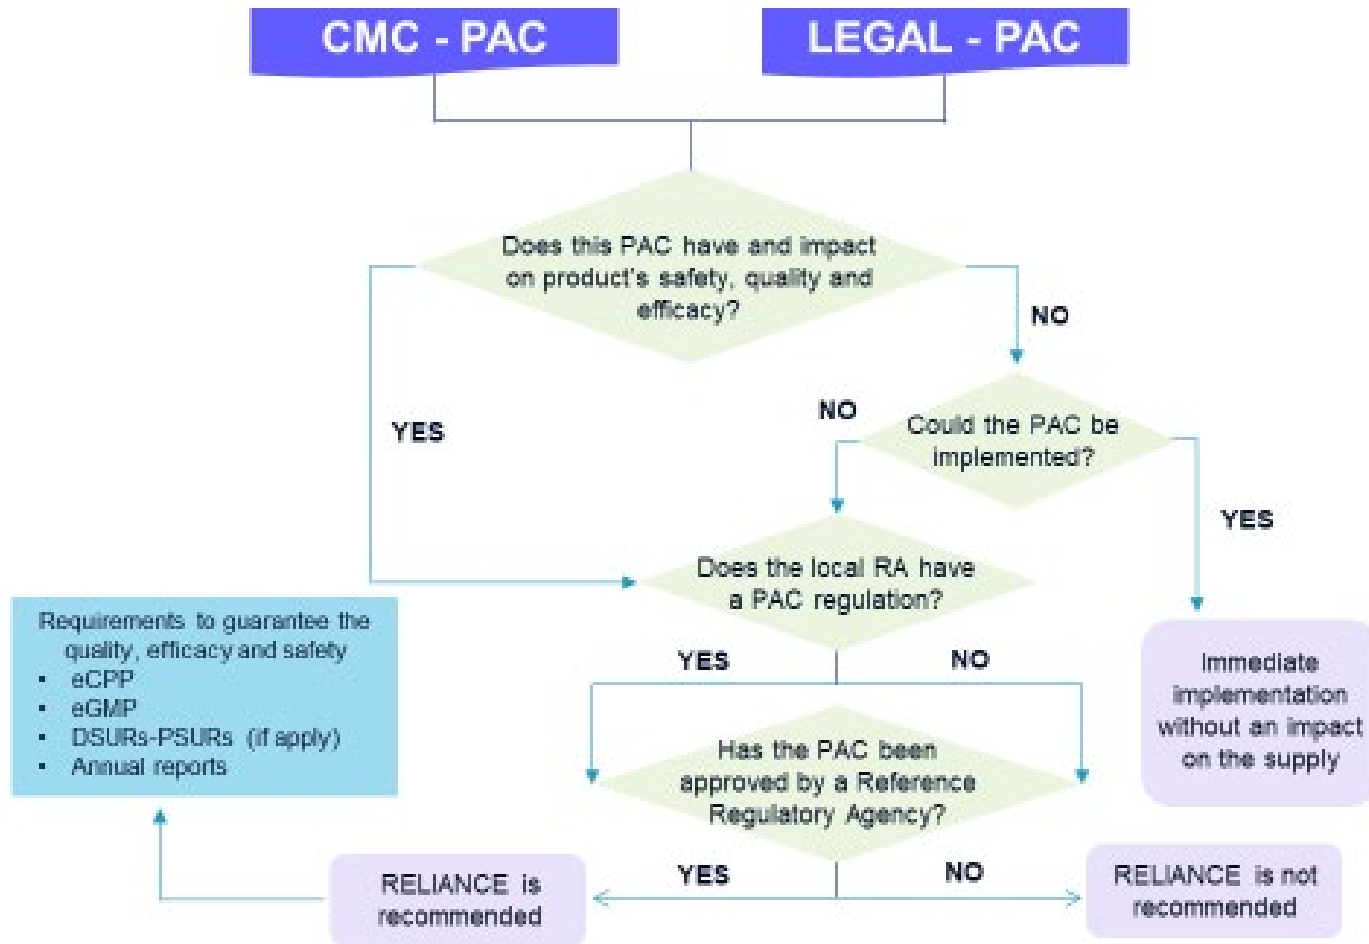 CMC - PAC
LEGAL - PAC
Does this PAC have and impact
on product's safety, quality and
efficacy?
NO
YES
NO
Could the PAC be
implemented?
YES
Does the local RA have
a PAC regulation?
Requirements to guarantee the
quality, efficacy and safety
• eCPP
• eGMP
• DSURs-PSURs (if apply)
• Annual reports
YES
NO
Immediate
implementation
without an impact
on the supply
Has the PAC been
approved by a Reference
Regulatory Agency?
YES
NO
RELIANCE is
recommended
RELIANCE is not
recommended